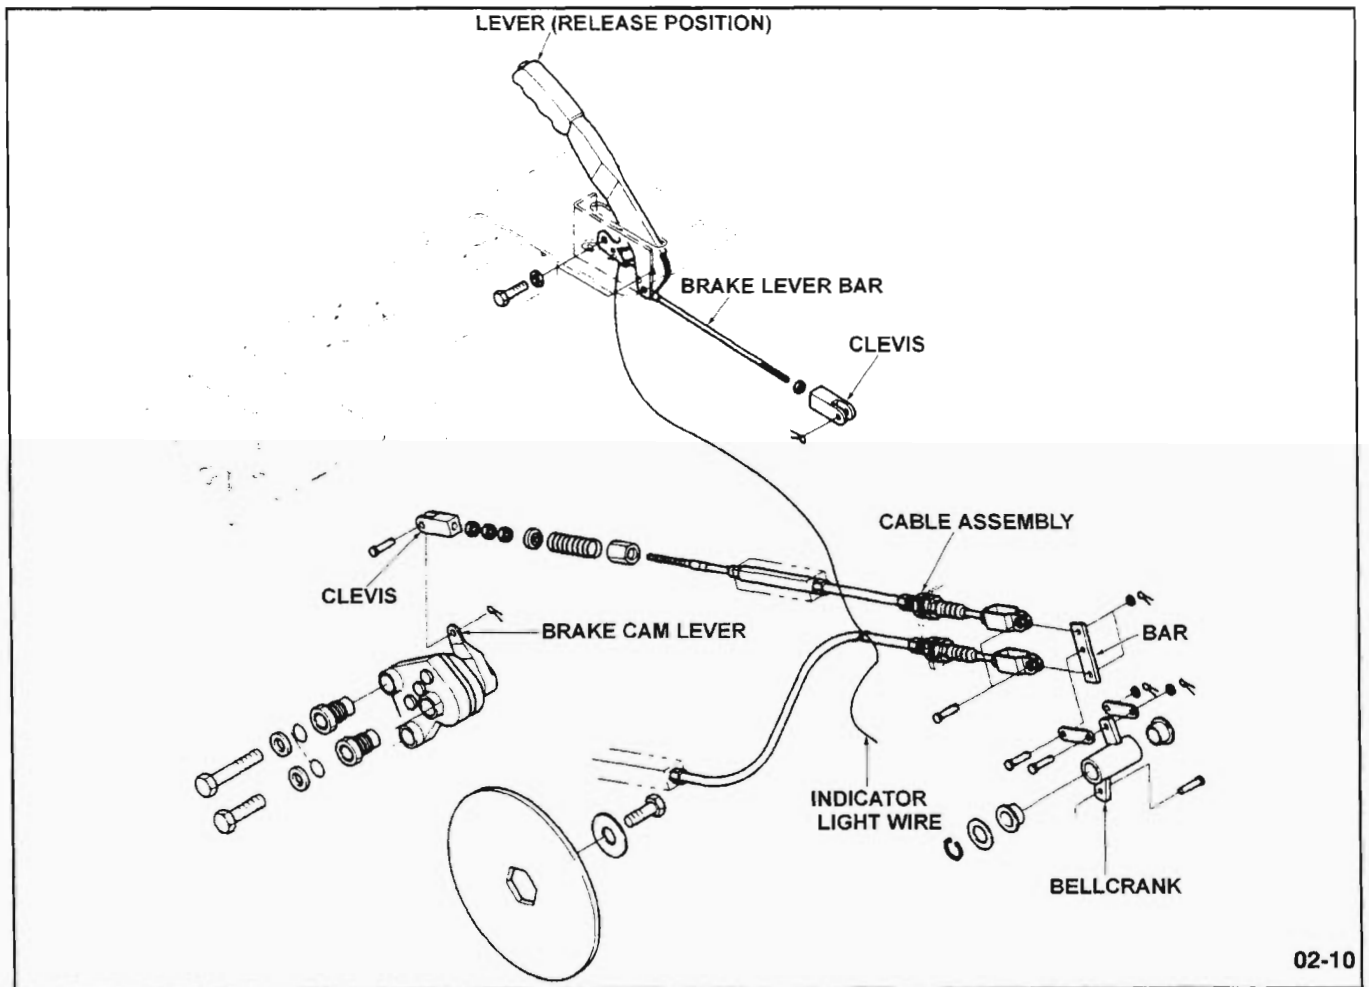 LEVER (RELEASE POSITION)
BRAKE LEVER BAR
CLEVIS
CABLE ASSEMBLY
CLEVIS
BRAKE CAM LEVER
BAR
INDICATOR
LIGHT WIRE
BELLCRANK
02-10